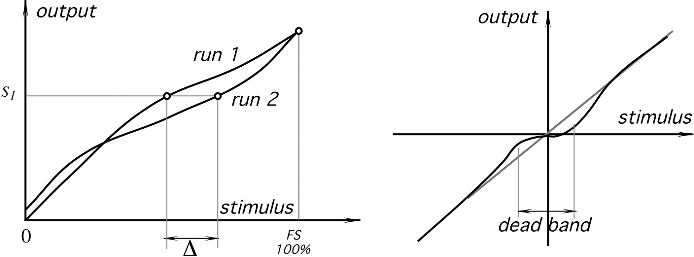 output
run 1
S1
run 2
stimulus
0
Δ
FS
100%
output
stimulus
dead band